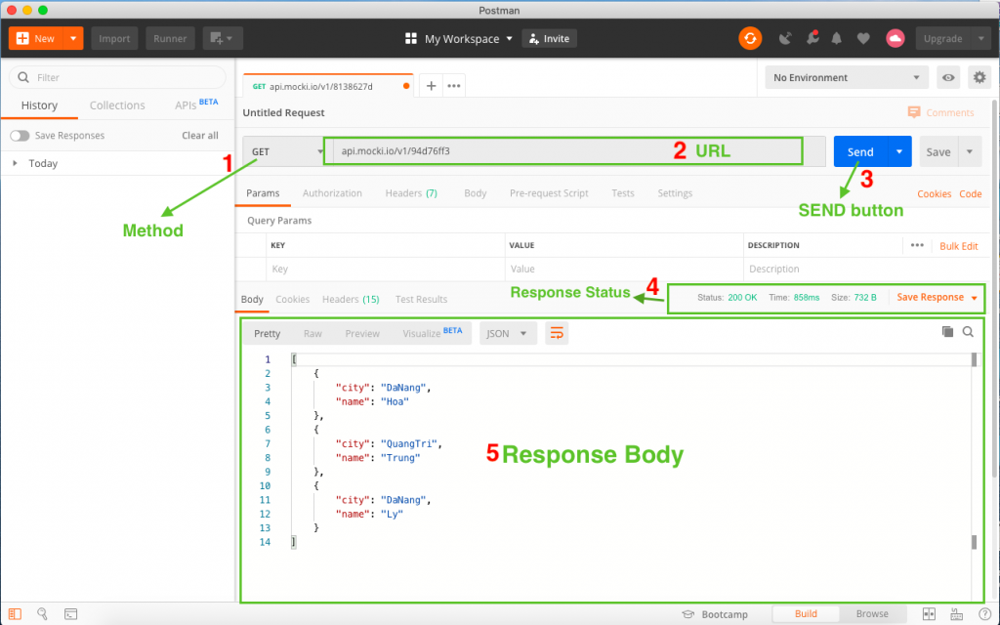 Postman
New
Import
Runner
My Workspace
Invite
Upgrade
Filter
History
Collections
APIs BETA
Save Responses
Clear all
Today
GET api.mocki.io/v1/8138627d
No Environment
Untitled Request
Comments
GET
api.mocki.io/v1/94d76ff3
2 URL
Send
Save
1
3
Method
SEND button
Params
Authorization
Headers (7)
Body
Pre-request Script
Tests
Settings
Cookies
Code
Query Params
KEY
VALUE
DESCRIPTION
Bulk Edit
Key
Value
Description
Response Status
4
Body
Cookies
Headers (15)
Test Results
Status: 200 OK
Time: 858ms
Size: 732 B
Save Response
Pretty
Raw
Preview
Visualize BETA
JSON
1 [
2 {
3 "city": "DaNang",
4 "name": "Hoa"
5 },
6 {
7 "city": "QuangTri",
8 "name": "Trung"
9 },
10 {
11 "city": "DaNang",
12 "name": "Ly"
13 }
14 ]
5 Response Body
Bootcamp
Build
Browse